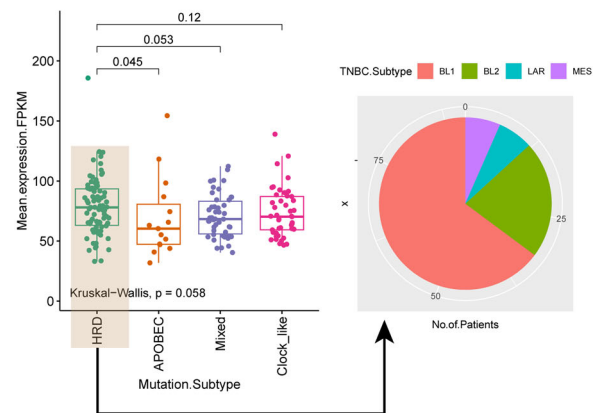 0.12
0.053
0.045
200
150
100
50
0
Mean.expression.FPKM
Kruskal−Wallis, p = 0.058
HRD
APOBEC
Mixed
Clock_like
Mutation.Subtype
TNBC.Subtype BL1 BL2 LAR MES
0
75
25
50
x
No.of.Patients